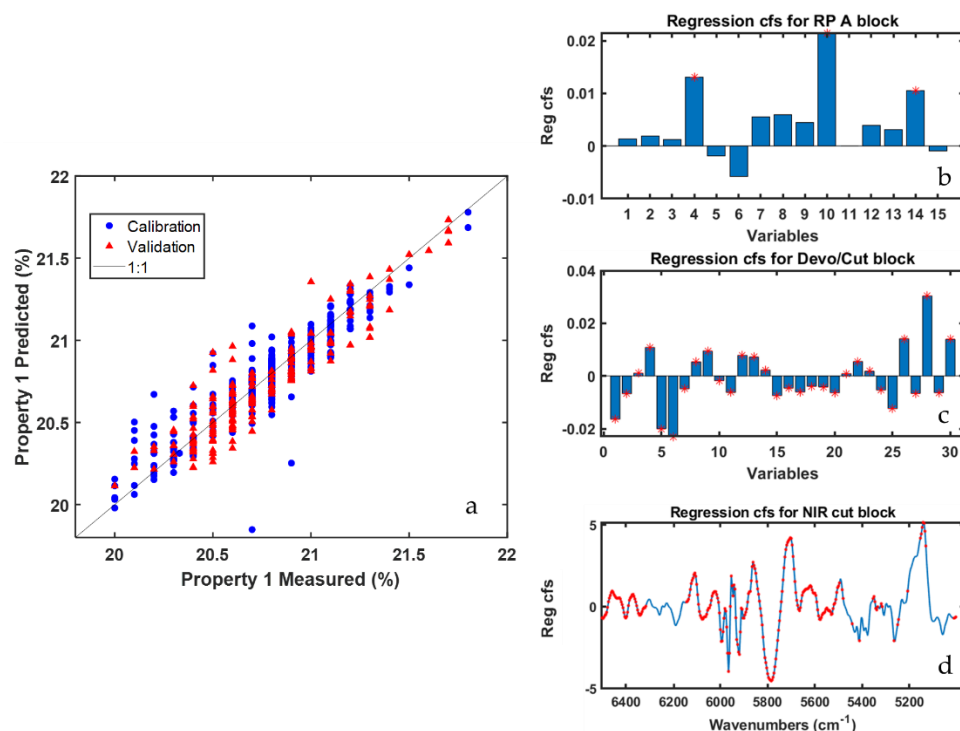 22
21.5
21
20.5
20
Property 1 Predicted (%)
Calibration
Validation
1:1
a
20 20.5 21 21.5 22
Property 1 Measured (%)
Regression cfs for RP A block
0.02
0.01
0
-0.01
Reg cfs
b
1 2 3 4 5 6 7 8 9 10 11 12 13 14 15
Variables
Regression cfs for Devo/Cut block
0.04
0.02
0
-0.02
Reg cfs
c
0 5 10 15 20 25 30
Variables
Regression cfs for NIR cut block
5
0
-5
Reg cfs
d
6400 6200 6000 5800 5600 5400 5200
Wavenumbers (cm⁻¹)